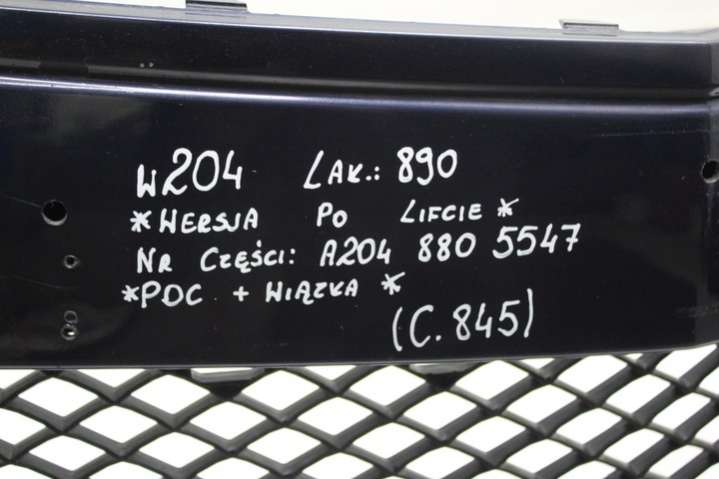 W204 LAK.: 890
*WERSJA PO LIFCIE*
NR CZĘŚCI: A204 880 5547
*PDC + WIĄZKA*
(C. 845)